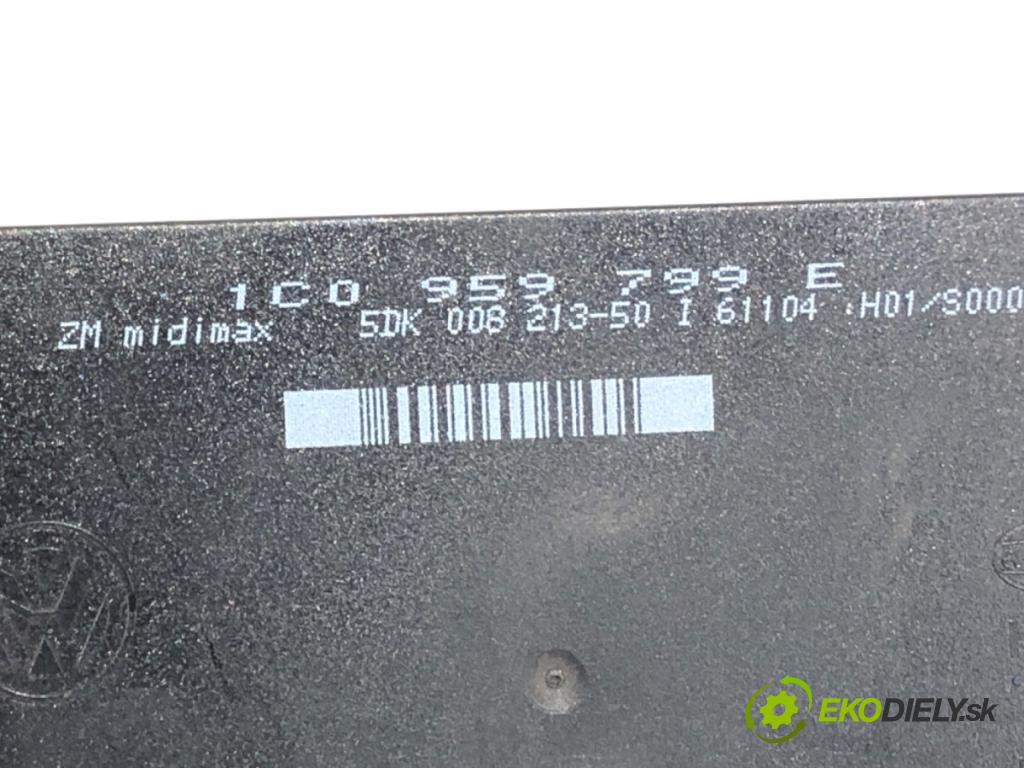 1C0 959 799 E
ZM midimax 5DK 008 213-50 I 61104 :H01/S000
EKODIELY.sk